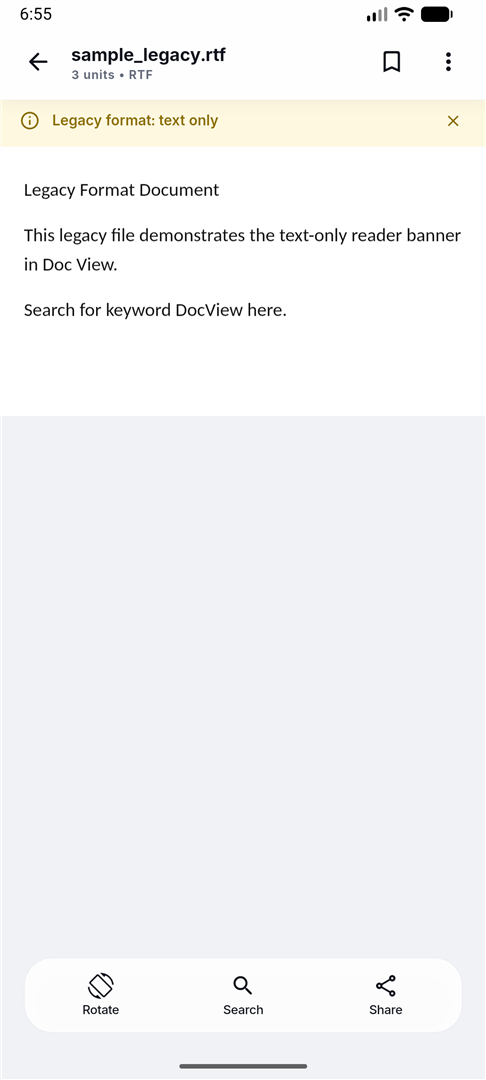 6:55
sample_legacy.rtf
3 units • RTF
Legacy format: text only
Legacy Format Document
This legacy file demonstrates the text-only reader banner
in Doc View.
Search for keyword DocView here.
Rotate
Search
Share